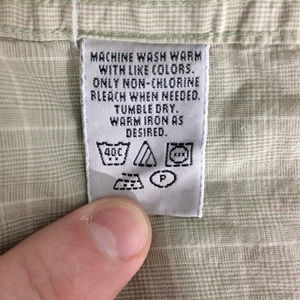 MACHINE WASH WARM
WITH LIKE COLORS.
ONLY NON-CHLORINE
BLEACH WHEN NEEDED.
TUMBLE DRY.
WARM IRON AS
DESIRED.
40C
P